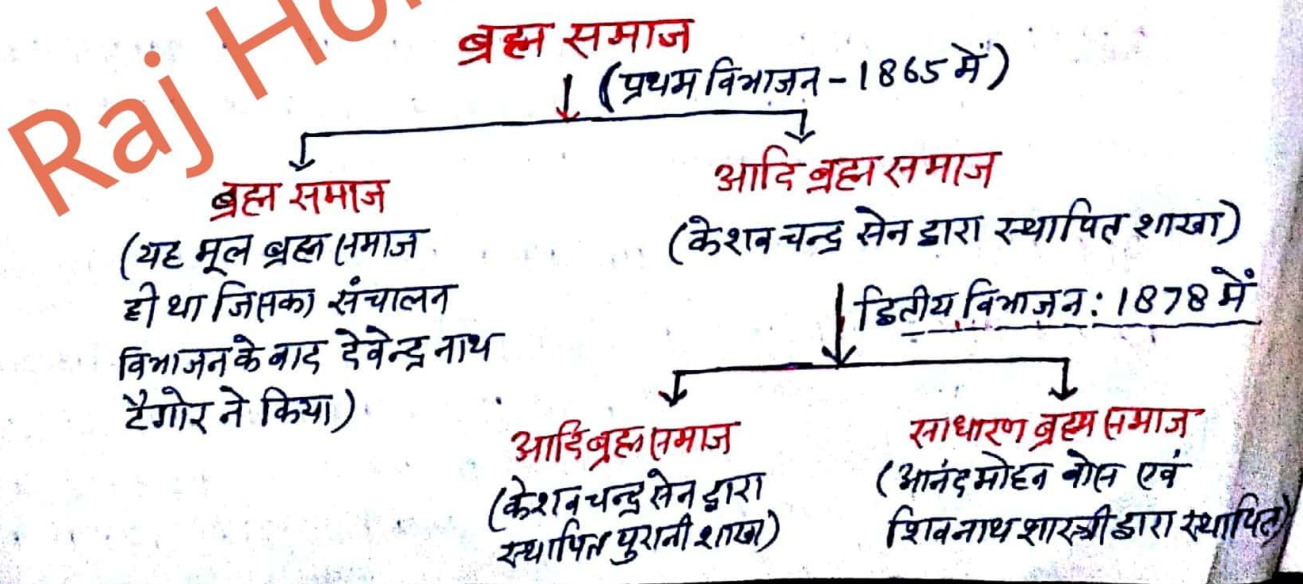 Raj Ho
ब्रह्म समाज
(प्रथम विभाजन - 1865 में)
ब्रह्म समाज
(यह मूल ब्रह्म समाज
ही था जिसका संचालन
विभाजन के बाद देवेन्द्र नाथ
टैगोर ने किया)
आदि ब्रह्म समाज
(केशव चन्द्र सेन द्वारा स्थापित शाखा)
द्वितीय विभाजन : 1878 में
आदि ब्रह्म समाज
(केशव चन्द्र सेन द्वारा
स्थापित पुरानी शाखा)
साधारण ब्रह्म समाज
(आनंद मोहन बोस एवं
शिवनाथ शास्त्री द्वारा स्थापित)